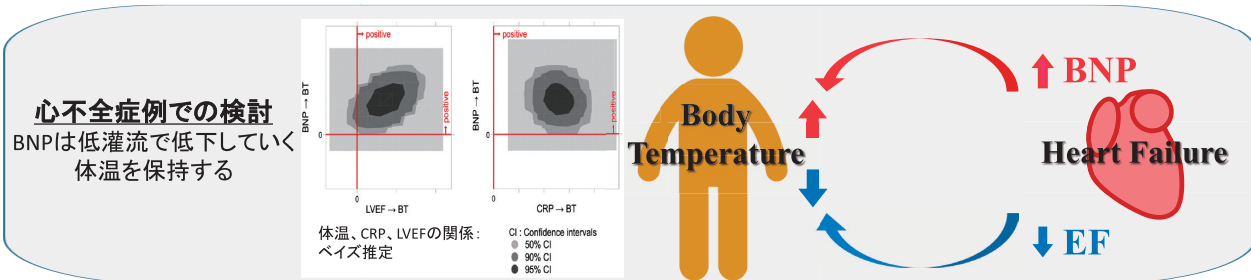 心不全症例での検討
BNPは低灌流で低下していく
体温を保持する
positive
BNP → BT
positive
0
0
LVEF → BT
positive
BNP → BT
positive
0
0
CRP → BT
体温、CRP、LVEFの関係：
ベイズ推定
CI : Confidence intervals
50% CI
90% CI
95% CI
Body
Temperature
BNP
Heart Failure
EF